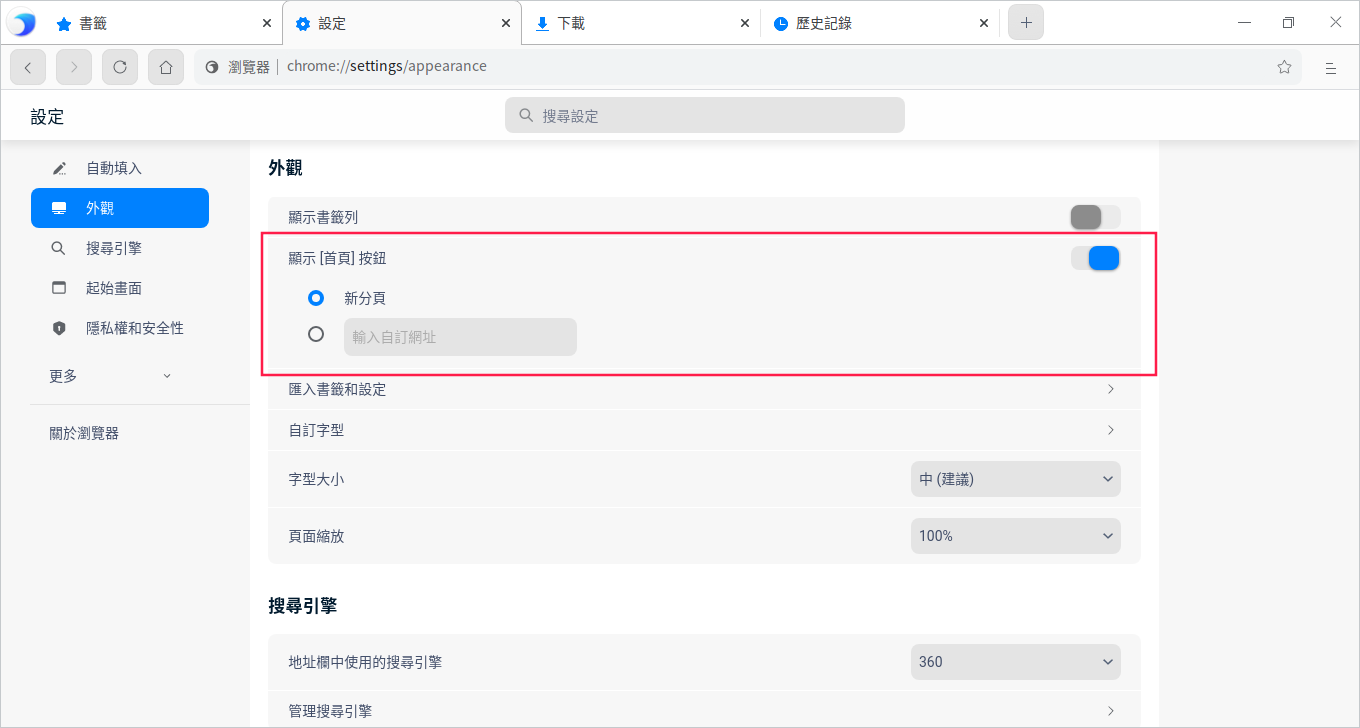 書籤
設定
下載
歷史記錄
瀏覽器 chrome://settings/appearance
設定
搜尋設定
自動填入
外觀
搜尋引擎
起始畫面
隱私權和安全性
更多
關於瀏覽器
外觀
顯示書籤列
顯示 [首頁] 按鈕
新分頁
輸入自訂網址
匯入書籤和設定
自訂字型
字型大小
中 (建議)
頁面縮放
100%
搜尋引擎
地址欄中使用的搜尋引擎
360
管理搜尋引擎